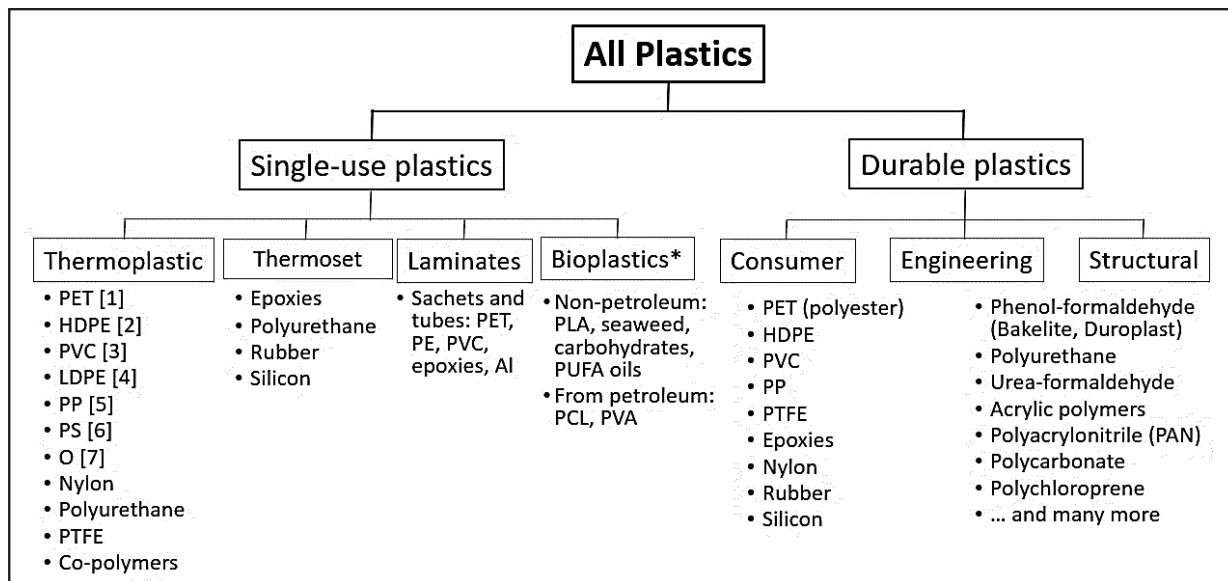 All Plastics
Single-use plastics
Durable plastics
Thermoplastic
• PET [1]
• HDPE [2]
• PVC [3]
• LDPE [4]
• PP [5]
• PS [6]
• O [7]
• Nylon
• Polyurethane
• PTFE
• Co-polymers
Thermoset
• Epoxies
• Polyurethane
• Rubber
• Silicon
Laminates
• Sachets and
tubes: PET,
PE, PVC,
epoxies, Al
Bioplastics*
• Non-petroleum:
PLA, seaweed,
carbohydrates,
PUFA oils
• From petroleum:
PCL, PVA
Consumer
• PET (polyester)
• HDPE
• PVC
• PP
• PTFE
• Epoxies
• Nylon
• Rubber
• Silicon
Engineering
Structural
• Phenol-formaldehyde
(Bakelite, Duroplast)
• Polyurethane
• Urea-formaldehyde
• Acrylic polymers
• Polyacrylonitrile (PAN)
• Polycarbonate
• Polychloroprene
• ... and many more